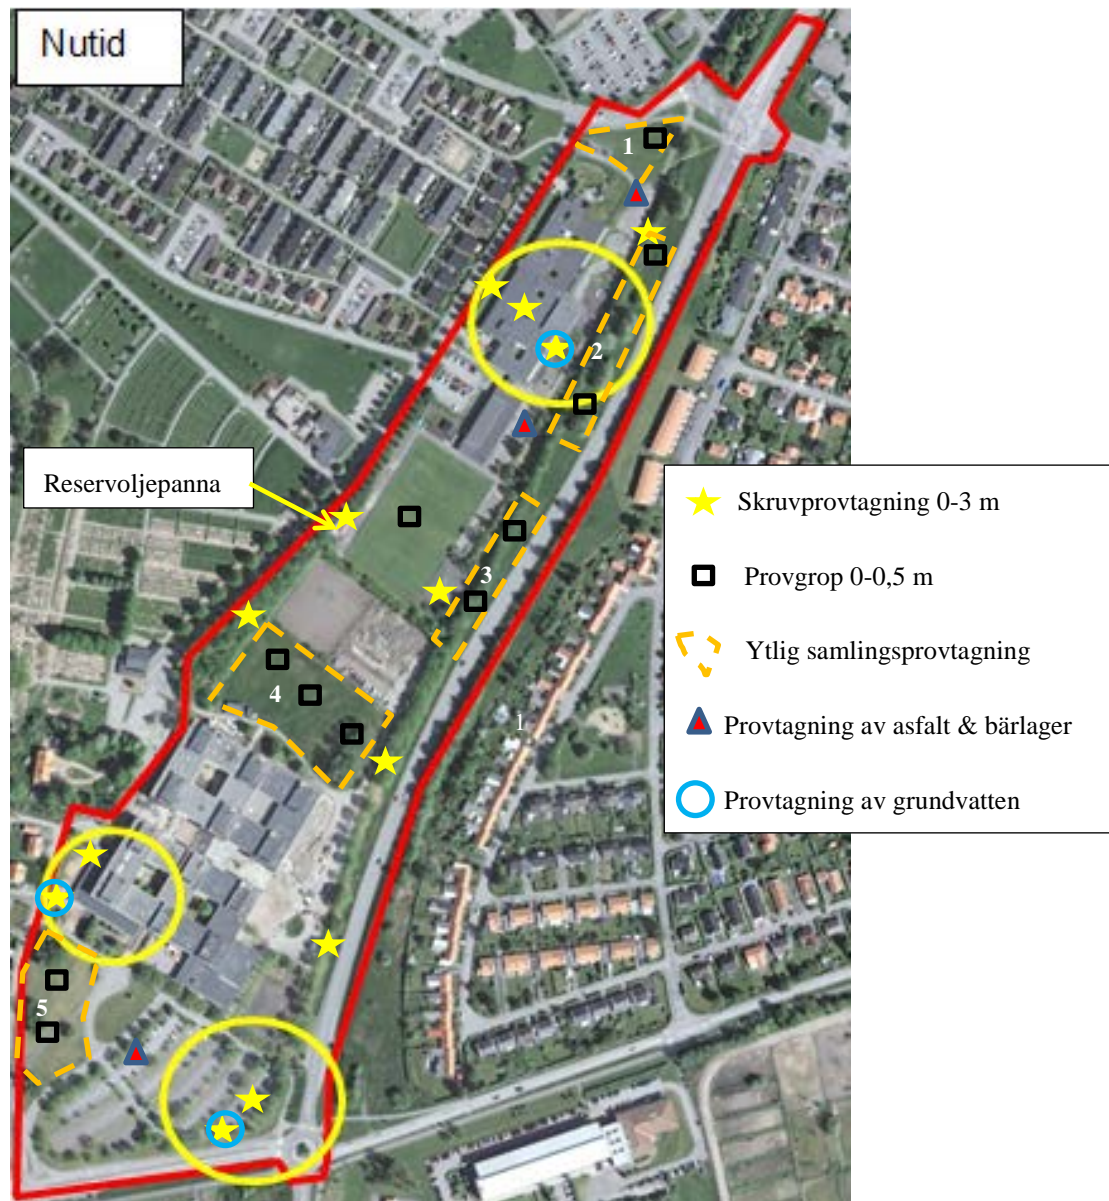 Nutid
1
2
Reservoljepanna
3
4
5
1
Skruvprovtagning 0-3 m
Provgrop 0-0,5 m
Ytlig samlingsprovtagning
Provtagning av asfalt & bärlager
Provtagning av grundvatten